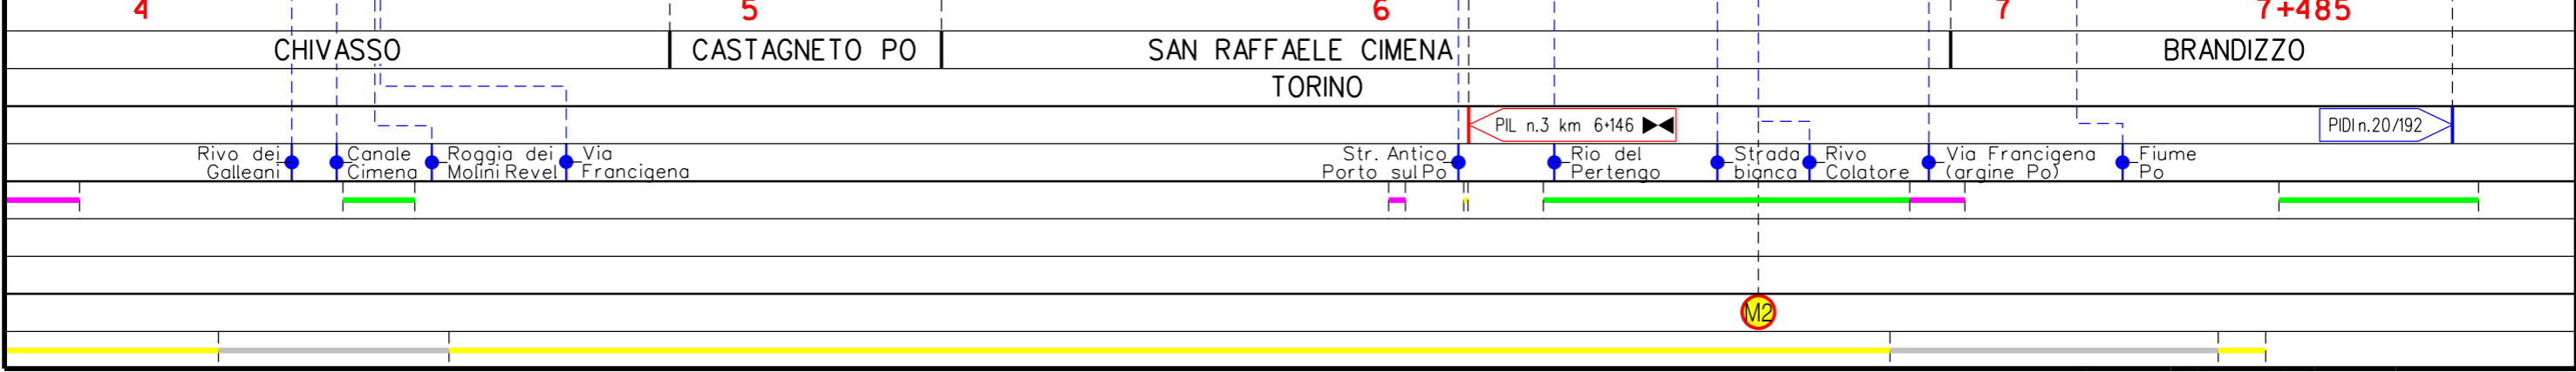 4 5 6 7 7+485
CHIVASSO CASTAGNETO PO SAN RAFFAELE CIMENA BRANDIZZO
TORINO
PIL n.3 km 6+146 PIDI n.20/192
Rivo dei
Galleani
Canale
Cimena
Roggia dei
Molini Revel
Via
Francigena
Str. Antico
Porto sul Po
Rio del
Pertengo
Strada
bianca
Rivo
Colatore
Via Francigena
(argine Po)
Fiume
Po
M2